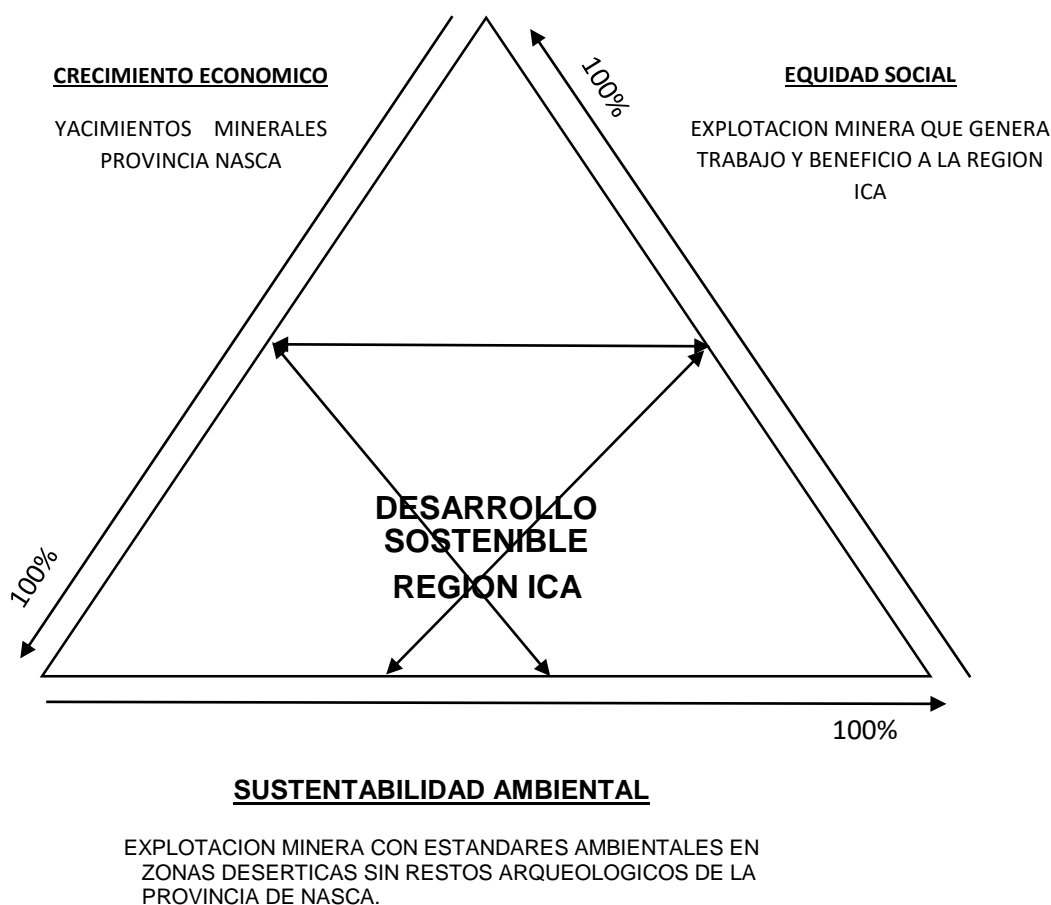 CRECIMIENTO ECONOMICO
YACIMIENTOS MINERALES
PROVINCIA NASCA
100%
EQUIDAD SOCIAL
EXPLOTACION MINERA QUE GENERA
TRABAJO Y BENEFICIO A LA REGION
ICA
DESARROLLO
SOSTENIBLE
REGION ICA
100%
100%
SUSTENTABILIDAD AMBIENTAL
EXPLOTACION MINERA CON ESTANDARES AMBIENTALES EN
ZONAS DESERTICAS SIN RESTOS ARQUEOLOGICOS DE LA
PROVINCIA DE NASCA.